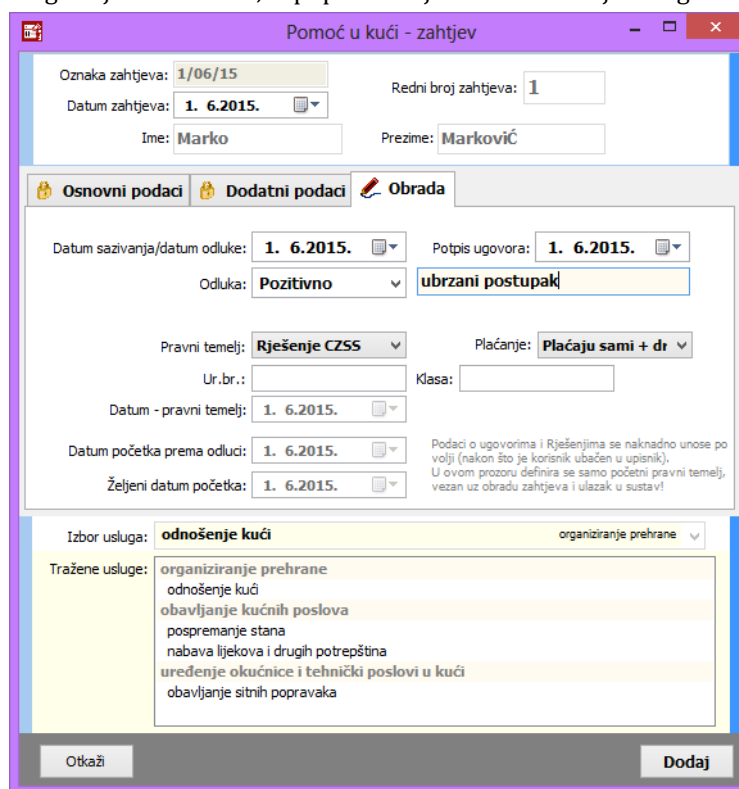 Pomoć u kući - zahtjev
Oznaka zahtjeva: 1/06/15
Redni broj zahtjeva: 1
Datum zahtjeva: 1. 6.2015.
Ime: Marko Prezime: MarkoviĆ
Osnovni podaci Dodatni podaci Obrada
Datum sazivanja/datum odluke: 1. 6.2015. Potpis ugovora: 1. 6.2015.
Odluka: Pozitivno ubrzani postupak
Pravni temelj: Rješenje CZSS Plaćanje: Plaćaju sami + dr
Ur.br.: Klasa:
Datum - pravni temelj: 1. 6.2015.
Datum početka prema odluci: 1. 6.2015.
Željeni datum početka: 1. 6.2015.
Podaci o ugovorima i Rješenjima se naknadno unose po
volji (nakon što je korisnik ubačen u upisnik).
U ovom prozoru definira se samo početni pravni temelj,
vezan uz obradu zahtjeva i ulazak u sustav!
Izbor usluga: odnošenje kući organiziranje prehrane
Tražene usluge: organiziranje prehrane
odnošenje kući
obavljanje kućnih poslova
pospremanje stana
nabava lijekova i drugih potrepština
uređenje okućnice i tehnički poslovi u kući
obavljanje sitnih popravaka
Otkaži Dodaj